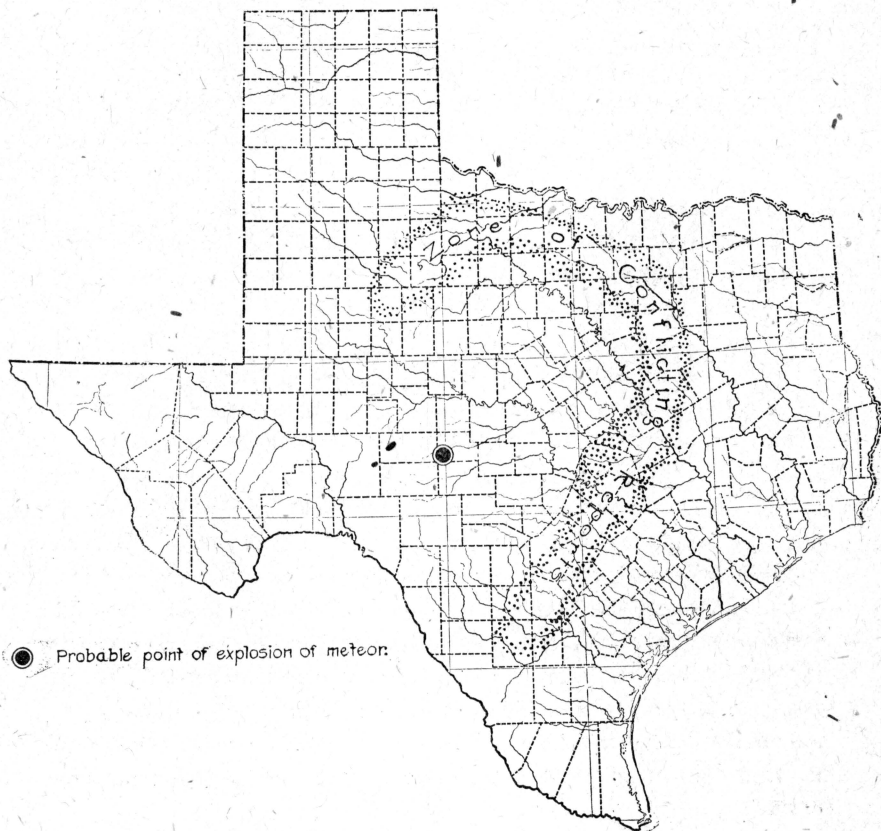 Zone of Conflicting Reports
Probable point of explosion of meteor.